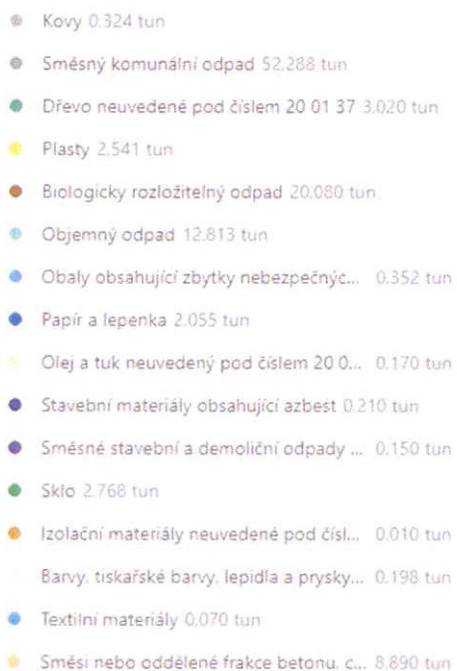 Kovy 0.324 tun
Směsný komunální odpad 52.288 tun
Dřevo neuvedené pod číslem 20 01 37 3.020 tun
Plasty 2.541 tun
Biologicky rozložitelný odpad 20.080 tun
Objemný odpad 12.813 tun
Obaly obsahující zbytky nebezpečnýc... 0.352 tun
Papír a lepenka 2.055 tun
Olej a tuk neuvedený pod číslem 20 0... 0.170 tun
Stavební materiály obsahující azbest 0.210 tun
Směsné stavební a demoliční odpady ... 0.150 tun
Sklo 2.768 tun
Izolační materiály neuvedené pod čísl... 0.010 tun
Barvy, tiskařské barvy, lepidla a prysky... 0.198 tun
Textilní materiály 0.070 tun
Směsi nebo oddělené frakce betonu, c... 8.890 tun